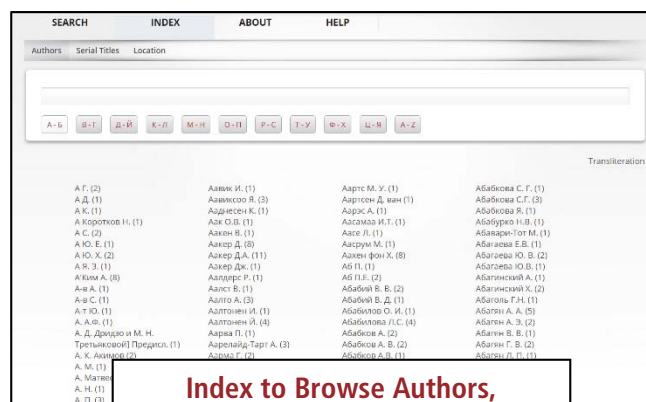 SEARCH INDEX ABOUT HELP
Authors Serial Titles Location
А - Б В - Г Д - Й К - Л М - Н О - П Р - С Т - У Ф - Х Ц - Я A - Z
Transliteration
А Г. (2)
А Д. (1)
А К. (1)
А Коротков Н. (1)
А С. (2)
А Ю. Е. (1)
А Ю. Х. (2)
А Я. З. (1)
А'Ким А. (8)
А-в А. (1)
А-в С. (1)
А-т Ю. (1)
А. А.Ф. (1)
А. Д. Дридзо и М. Н.
Третьяковой] Предисл. (1)
А. К. Акимов (2)
А. М. (1)
А. Н. (1)
А. П. (3)
Аавик И. (1)
Аавиксоо Я. (3)
Ааднесен К. (1)
Аак О.В. (1)
Аакен В. (1)
Аакер Д. (8)
Аакер Д.А. (11)
Аакер Дж. (1)
Аалдерс Р. (1)
Аалст В. (1)
Аалто А. (3)
Аалтонен И. (1)
Аалтонен Й. (4)
Аарва П. (1)
Аарелайд-Тарт А. (3)
Аарма Г. (2)
Аартс М. У. (1)
Аартсен Д. ван (1)
Аарэс А. (1)
Аасамаа И.Т. (1)
Аасе Л. (1)
Аасрум М. (1)
Аахен фон Х. (8)
Аб П. (1)
Аб П.Е. (2)
Абабий В. В. (2)
Абабий В. Д. (1)
Абабилов О. И. (1)
Абабилова Л.С. (4)
Абабков А. (2)
Абабков А. В. (2)
Абабков А.В. (1)
Абабкова С. Г. (1)
Абабкова С.Г. (3)
Абабкова Я. (1)
Абабурко Н.В. (1)
Абавари-Тот М. (1)
Абагаева Е.В. (1)
Абагаева Ю. В. (2)
Абагаева Ю.В. (1)
Абагинский А. (1)
Абагинский Х. (2)
Абаголь Г.Н. (1)
Абагян А. А. (5)
Абагян А. Э. (2)
Абагян В. В. (1)
Абагян Г. В. (2)
Абагян Л. П. (1)
Index to Browse Authors,